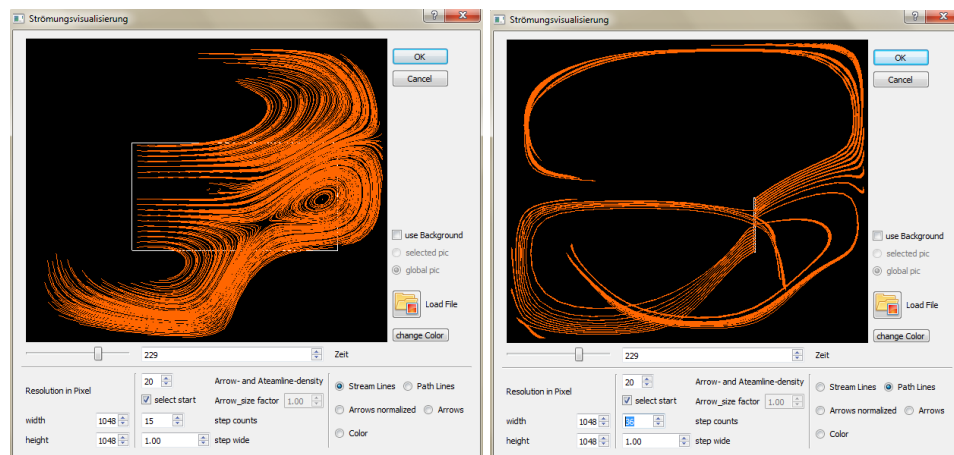 Strömungsvisualisierung
?
OK
Cancel
use Background
selected pic
global pic
Load File
change Color
229 Zeit
Resolution in Pixel
20 Arrow- and Ateamline-density
select start Arrow_size factor 1.00
width 1048 15 step counts
height 1048 1.00 step wide
Stream Lines Path Lines
Arrows normalized Arrows
Color
Strömungsvisualisierung
?
OK
Cancel
use Background
selected pic
global pic
Load File
change Color
229 Zeit
Resolution in Pixel
20 Arrow- and Ateamline-density
select start Arrow_size factor 1.00
width 1048 36 step counts
height 1048 1.00 step wide
Stream Lines Path Lines
Arrows normalized Arrows
Color